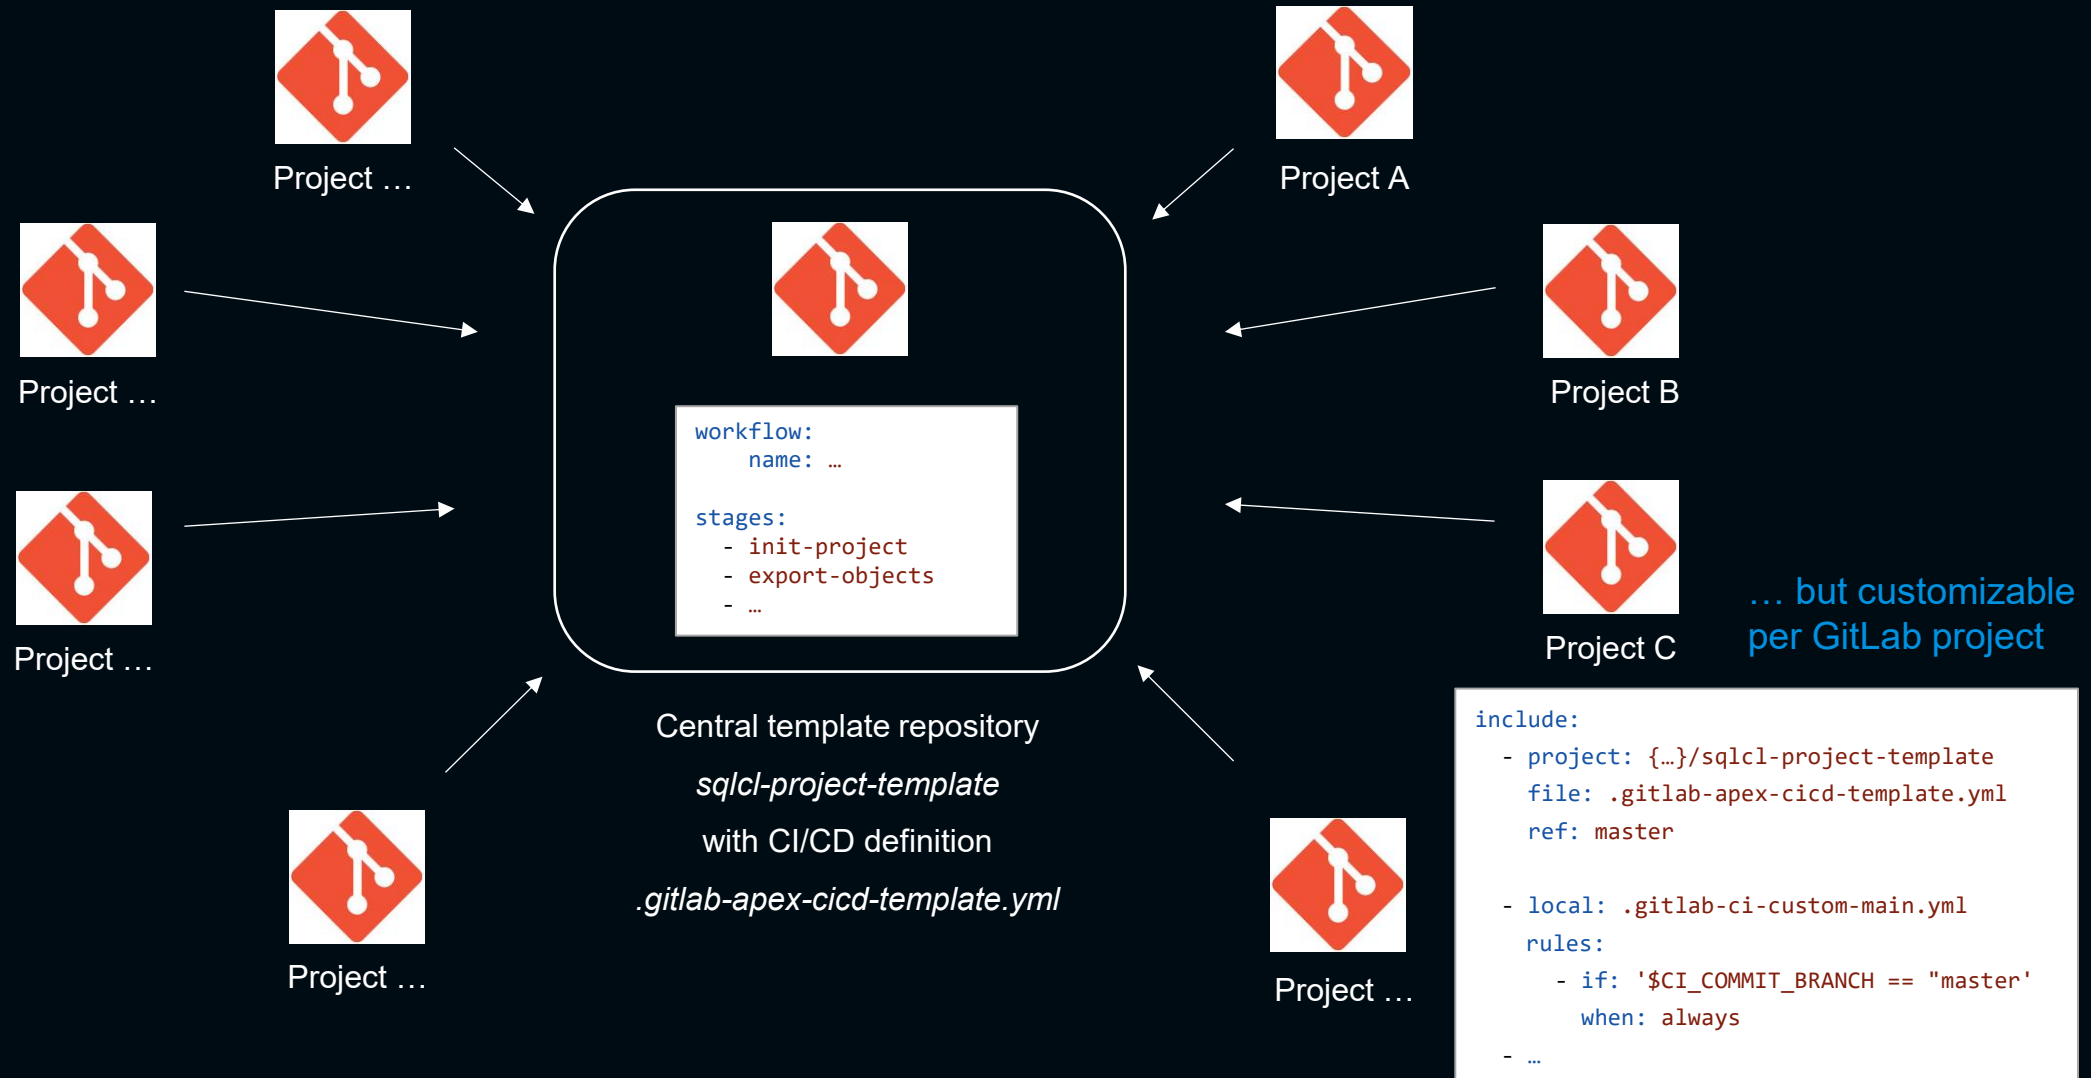 Project …
Project A
Project …
Project B
Project …
Project C
workflow:
    name: …
stages:
  - init-project
  - export-objects
  - …
Central template repository
sqlcl-project-template
with CI/CD definition
.gitlab-apex-cicd-template.yml
Project …
Project …
… but customizable
per GitLab project
include:
  - project: {…}/sqlcl-project-template
    file: .gitlab-apex-cicd-template.yml
    ref: master
  - local: .gitlab-ci-custom-main.yml
    rules:
      - if: '$CI_COMMIT_BRANCH == "master'
        when: always
  - …